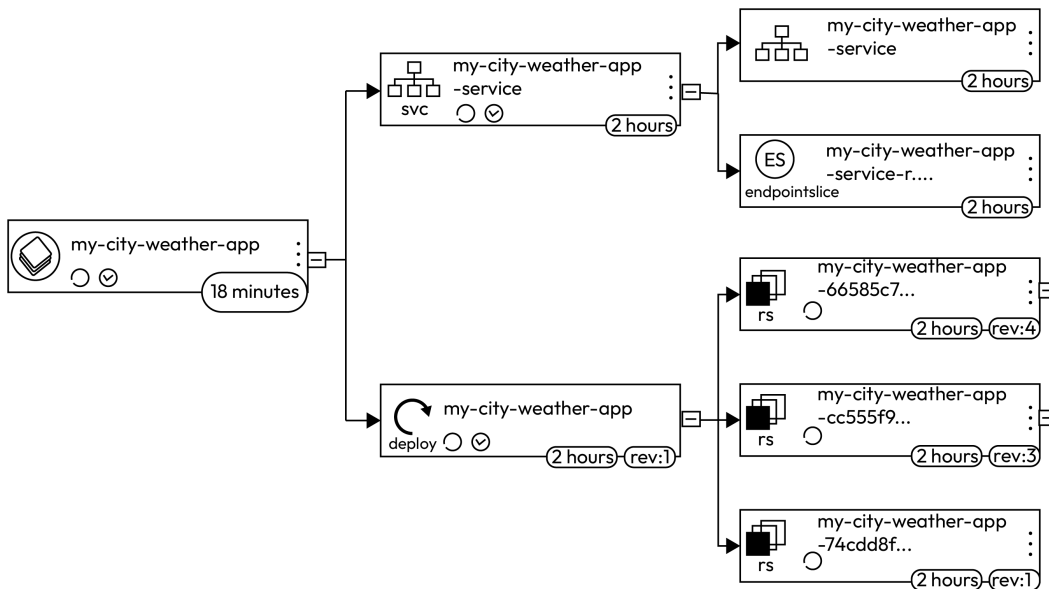 my-city-weather-app
18 minutes
my-city-weather-app
-service
svc
2 hours
my-city-weather-app
-service
2 hours
ES
endpointslice
my-city-weather-app
-service-r....
2 hours
my-city-weather-app
deploy
2 hours
rev:1
my-city-weather-app
-66585c7...
rs
2 hours
rev:4
my-city-weather-app
-cc555f9...
rs
2 hours
rev:3
my-city-weather-app
-74cdd8f...
rs
2 hours
rev:1